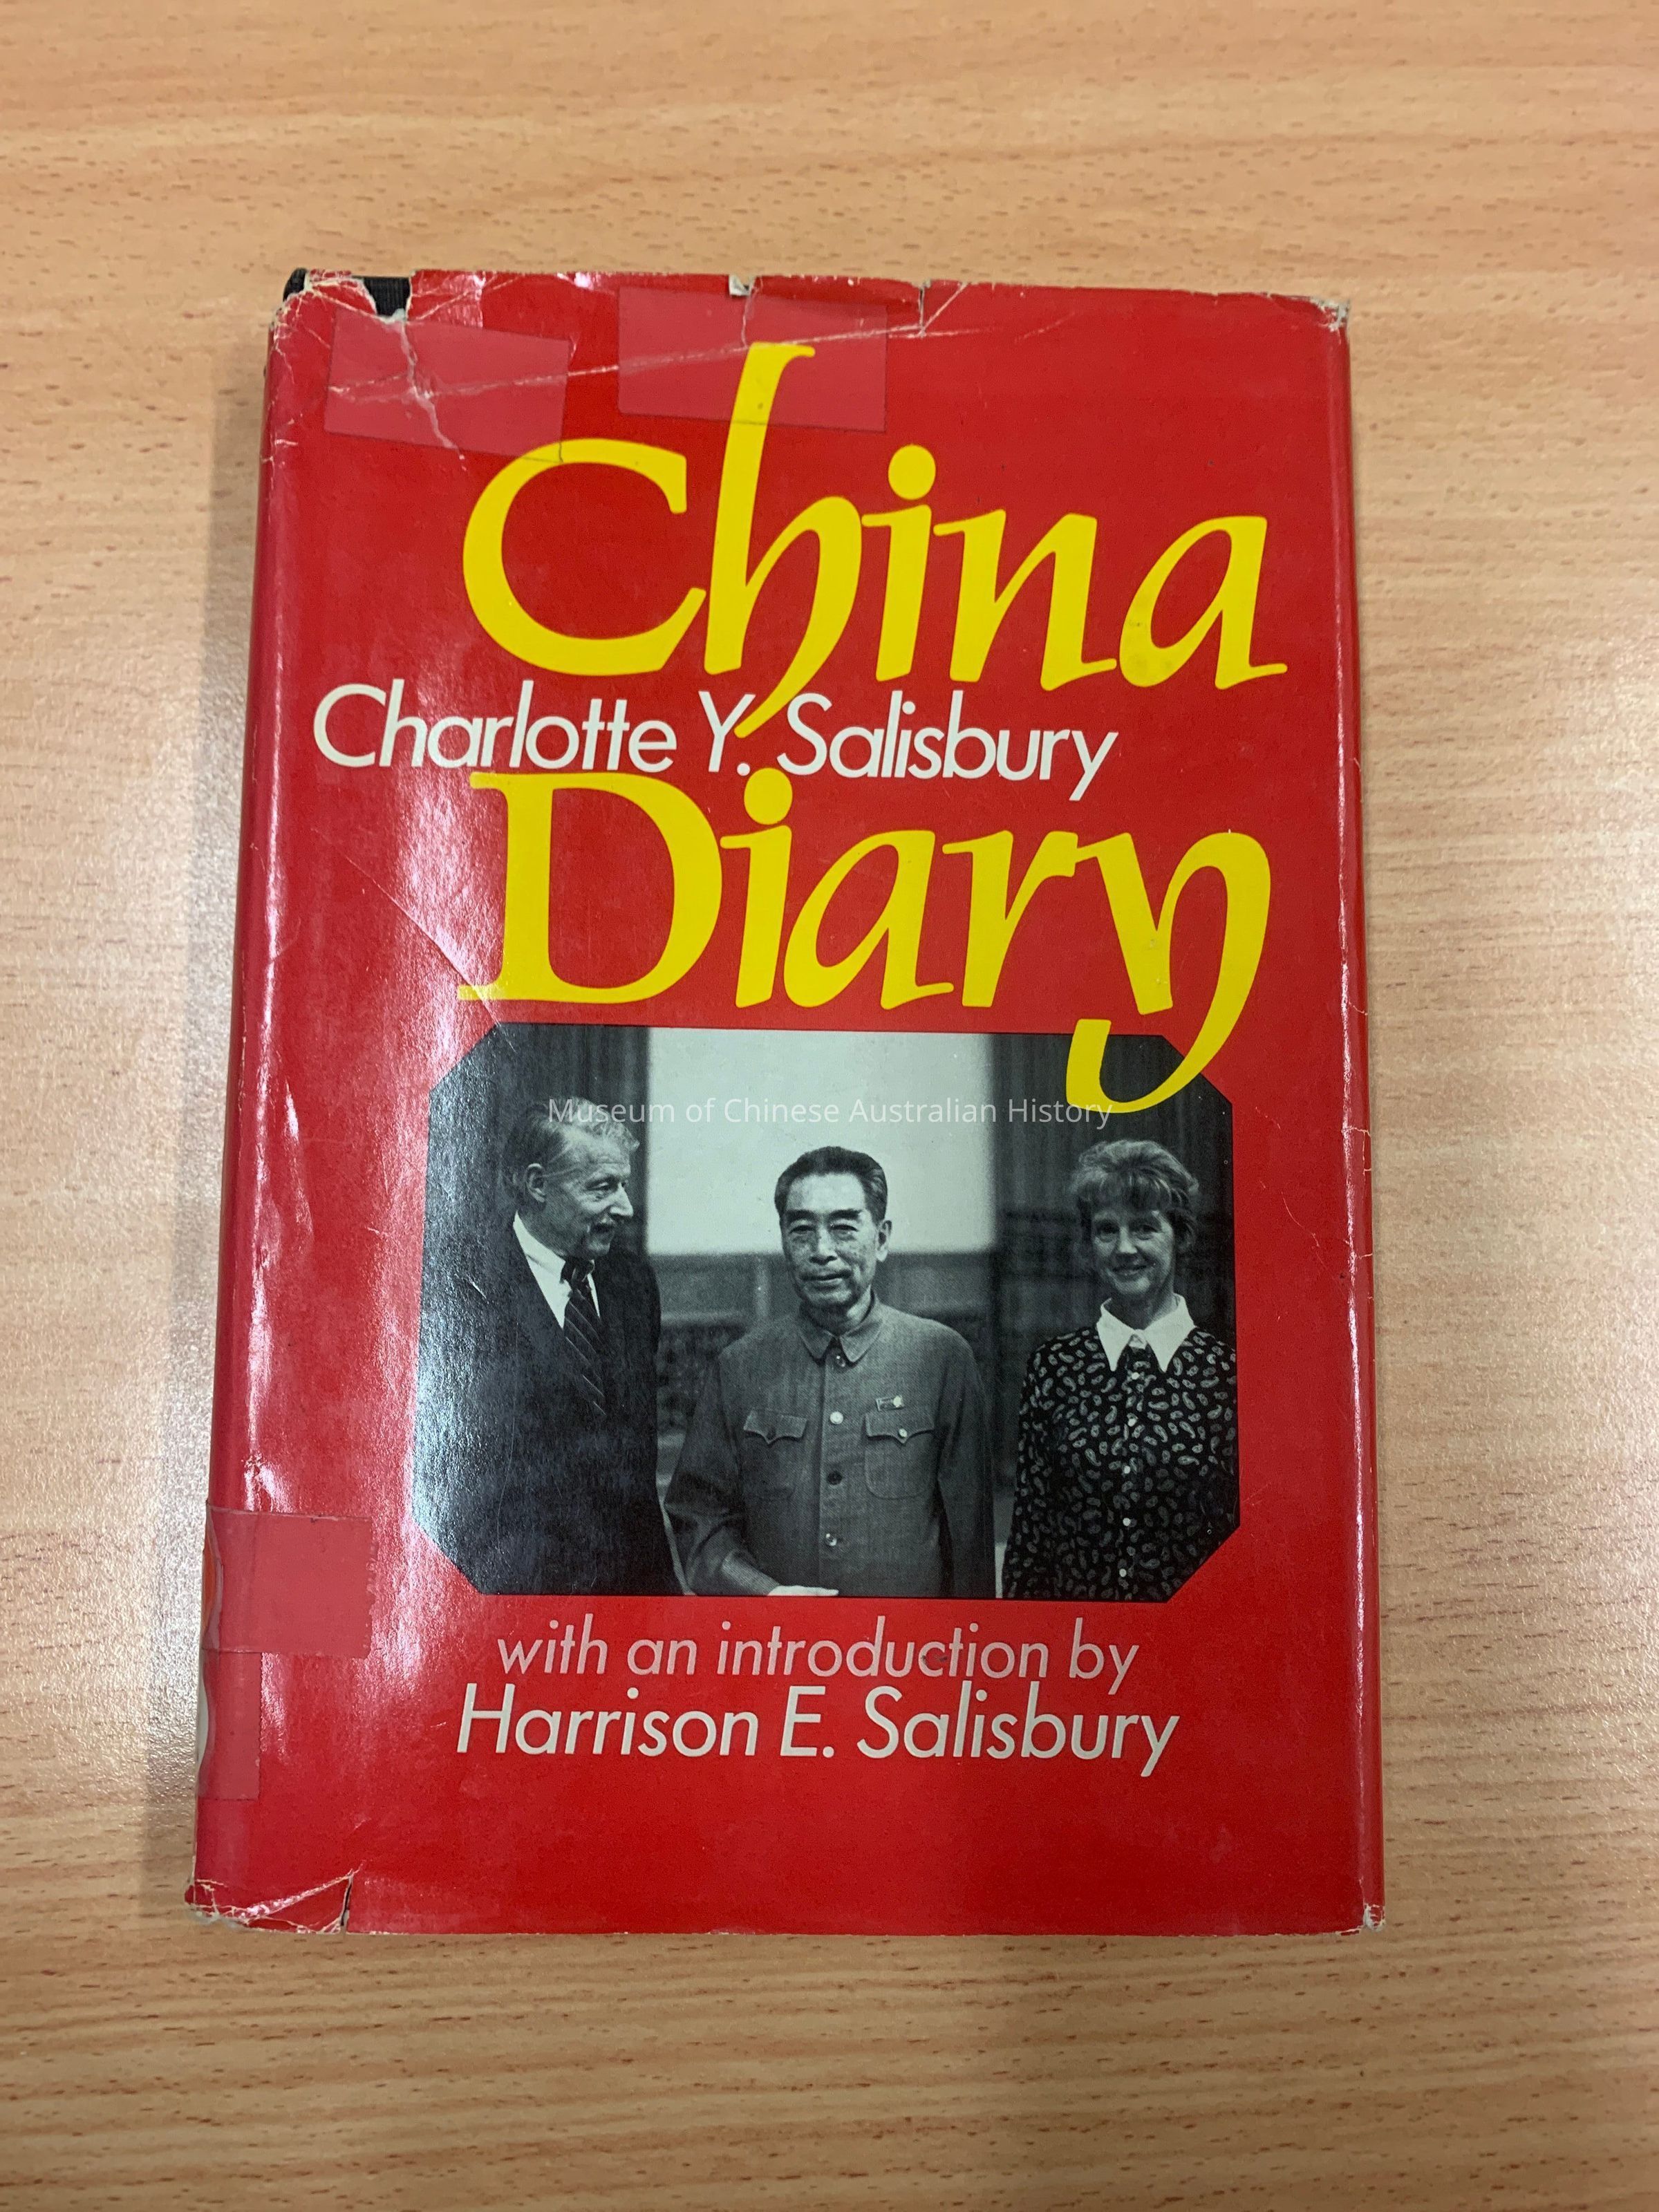 China
Charlotte Y. Salisbury
Diary
Museum of Chinese Australian History
with an introduction by
Harrison E. Salisbury